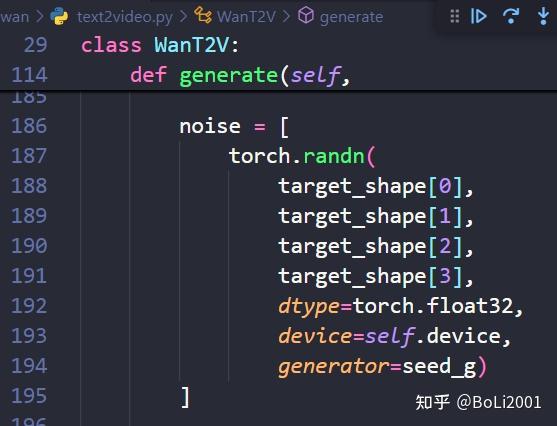 wan > text2video.py > WanT2V > generate
29 class WanT2V:
114 def generate(self,
185
186 noise = [
187 torch.randn(
188 target_shape[0],
189 target_shape[1],
190 target_shape[2],
191 target_shape[3],
192 dtype=torch.float32,
193 device=self.device,
194 generator=seed_g)
195 ]
196
知乎 @BoLi2001